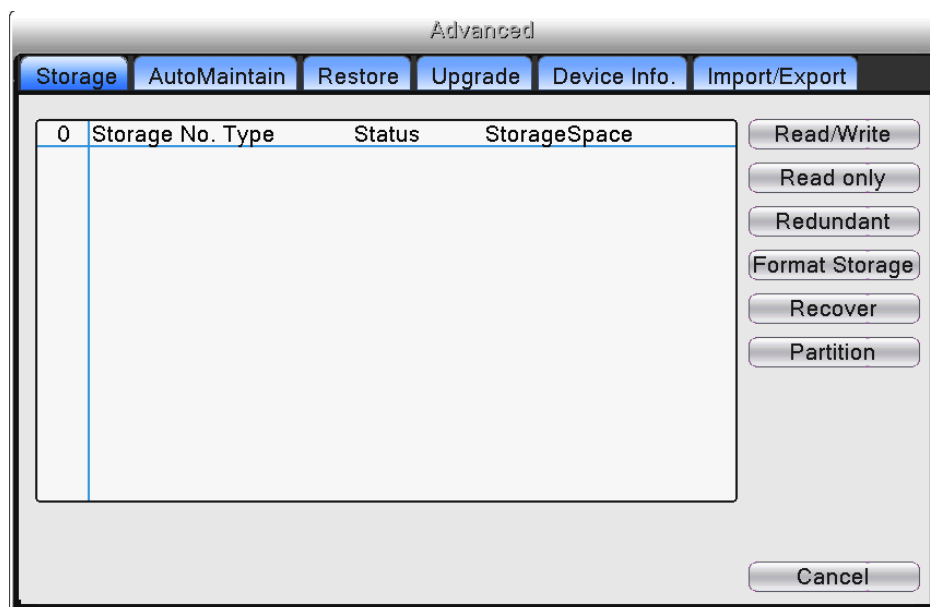 Advanced
Storage AutoMaintain Restore Upgrade Device Info. Import/Export
0 Storage No. Type Status StorageSpace
Read/Write
Read only
Redundant
Format Storage
Recover
Partition
Cancel